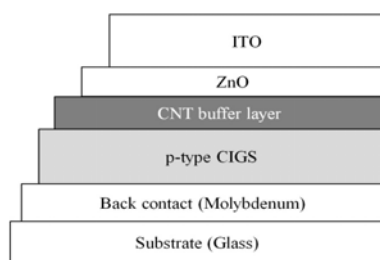 ITO
ZnO
CNT buffer layer
p-type CIGS
Back contact (Molybdenum)
Substrate (Glass)